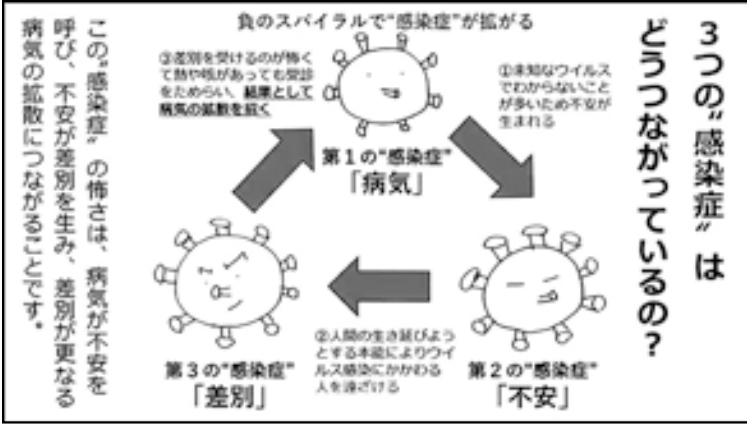 3つの“感染症”は
どうつながっているの？
負のスパイラルで“感染症”が拡がる
①未知なウイルス
でわからないこと
が多いため不安が
生まれる
第1の“感染症”
「病気」
第2の“感染症”
「不安」
②人間の生き延びよう
とする本能によりウイ
ルス感染にかかわる
人を遠ざける
第3の“感染症”
「差別」
③差別を受けるのが怖く
て熱や咳があっても受診
をためらい、結果として
病気の拡散を招く
この“感染症”の怖さは、病気が不安を
呼び、不安が差別を生み、差別が更なる
病気の拡散につながることです。